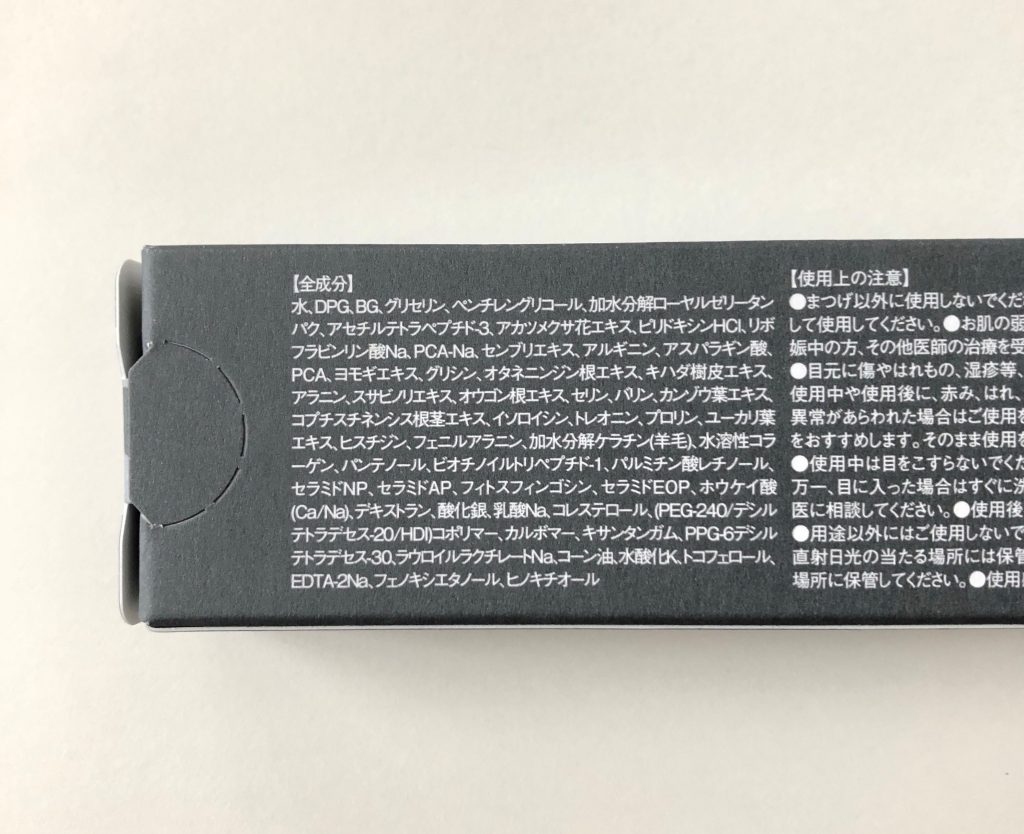 【全成分】
水、DPG、BG、グリセリン、ペンチレングリコール、加水分解ローヤルゼリータン
パク、アセチルテトラペプチド-3、アカツメクサ花エキス、ピリドキシンHCl、リボ
フラビンリン酸Na、PCA-Na、センブリエキス、アルギニン、アスパラギン酸、
PCA、ヨモギエキス、グリシン、オタネニンジン根エキス、キハダ樹皮エキス、
アラニン、スサビノリエキス、オウゴン根エキス、セリン、バリン、カンゾウ葉エキス、
コプチスチネンシス根茎エキス、イソロイシン、トレオニン、プロリン、ユーカリ葉
エキス、ヒスチジン、フェニルアラニン、加水分解ケラチン(羊毛)、水溶性コラ
ーゲン、パンテノール、ビオチノイルトリペプチド-1、パルミチン酸レチノール、
セラミドNP、セラミドAP、フィトスフィンゴシン、セラミドEOP、ホウケイ酸
(Ca/Na)、デキストラン、酸化銀、乳酸Na、コレステロール、(PEG-240/デシル
テトラデセス-20/HDI)コポリマー、カルボマー、キサンタンガム、PPG-6デシル
テトラデセス-30、ラウロイルラクチレートNa、コーン油、水酸化K、トコフェロール、
EDTA-2Na、フェノキシエタノール、ヒノキチオール
【使用上の注意】
●まつげ以外に使用しないでくだ
して使用してください。●お肌の弱
娠中の方、その他医師の治療を受
●目元に傷やはれもの、湿疹等、
使用中や使用後に、赤み、はれ、
異常があらわれた場合はご使用を
をおすすめします。そのまま使用を
●使用中は目をこすらないでくだ
万一、目に入った場合はすぐに洗
医に相談してください。●使用後
●用途以外にはご使用しないで
直射日光の当たる場所には保管
場所に保管してください。●使用